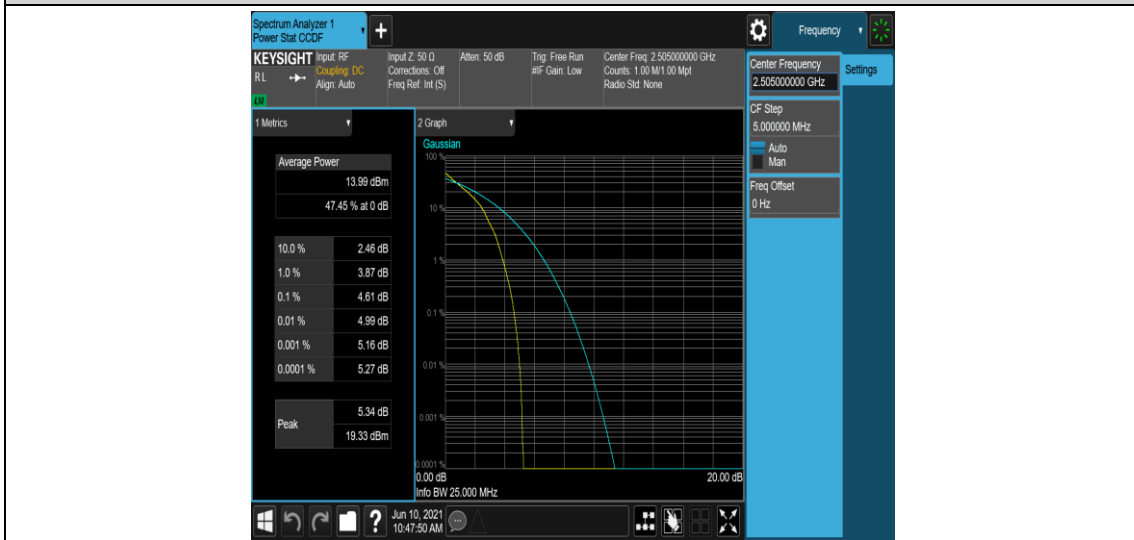 Spectrum Analyzer 1
Power Stat CCDF
Frequency
KEYSIGHT
RL
Input: RF
Coupling: DC
Align: Auto
Input Z: 50 Ω
Corrections: Off
Freq Ref: Int (S)
Atten: 50 dB
Trig: Free Run
#IF Gain: Low
Center Freq: 2.505000000 GHz
Counts: 1.00 M/1.00 Mpt
Radio Std: None
Center Frequency
2.505000000 GHz
Settings
CF Step
5.000000 MHz
Auto
Man
Freq Offset
0 Hz
1 Metrics
Average Power
13.99 dBm
47.45 % at 0 dB
10.0 % 2.46 dB
1.0 % 3.87 dB
0.1 % 4.61 dB
0.01 % 4.99 dB
0.001 % 5.16 dB
0.0001 % 5.27 dB
Peak
5.34 dB
19.33 dBm
2 Graph
Gaussian
100 %
10 %
1 %
0.1 %
0.01 %
0.001 %
0.0001 %
0.00 dB 20.00 dB
Info BW 25.000 MHz
?
Jun 10, 2021
10:47:50 AM